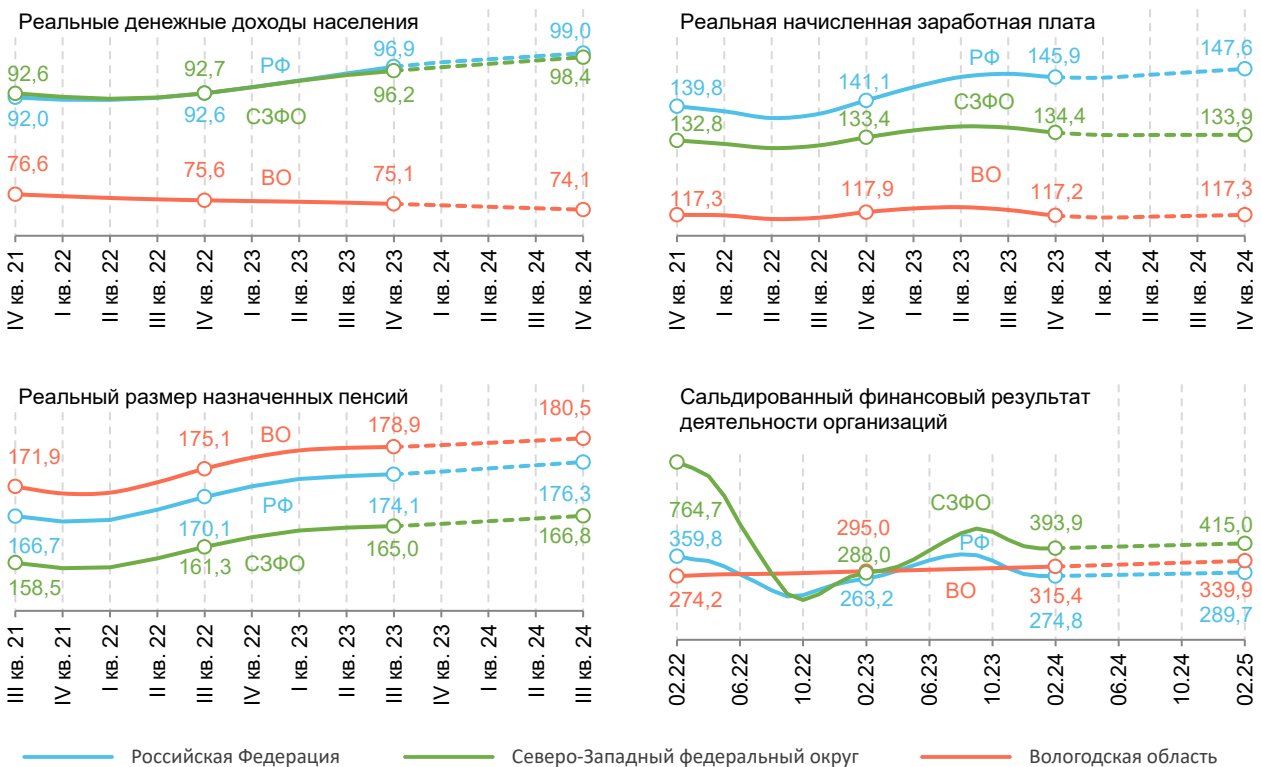 Реальные денежные доходы населения
92,6
92,0
92,7
92,6
РФ
СЗФО
96,9
96,2
99,0
98,4
76,6
75,6
ВО
75,1
74,1
IV кв. 21
I кв. 22
II кв. 22
III кв. 22
IV кв. 22
I кв. 23
II кв. 23
III кв. 23
IV кв. 23
I кв. 24
II кв. 24
III кв. 24
IV кв. 24
Реальная начисленная заработная плата
139,8
132,8
141,1
133,4
РФ
СЗФО
145,9
134,4
147,6
133,9
117,3
117,9
ВО
117,2
117,3
IV кв. 21
I кв. 22
II кв. 22
III кв. 22
IV кв. 22
I кв. 23
II кв. 23
III кв. 23
IV кв. 23
I кв. 24
II кв. 24
III кв. 24
IV кв. 24
Реальный размер назначенных пенсий
171,9
175,1
ВО
178,9
180,5
166,7
170,1
РФ
174,1
176,3
158,5
161,3
СЗФО
165,0
166,8
III кв. 21
IV кв. 21
I кв. 22
II кв. 22
III кв. 22
IV кв. 22
I кв. 23
II кв. 23
III кв. 23
IV кв. 23
I кв. 24
II кв. 24
III кв. 24
Сальдированный финансовый результат
деятельности организаций
764,7
359,8
274,2
295,0
288,0
263,2
СЗФО
РФ
ВО
393,9
315,4
274,8
415,0
339,9
289,7
02.22
06.22
10.22
02.23
06.23
10.23
02.24
06.24
10.24
02.25
Российская Федерация
Северо-Западный федеральный округ
Вологодская область